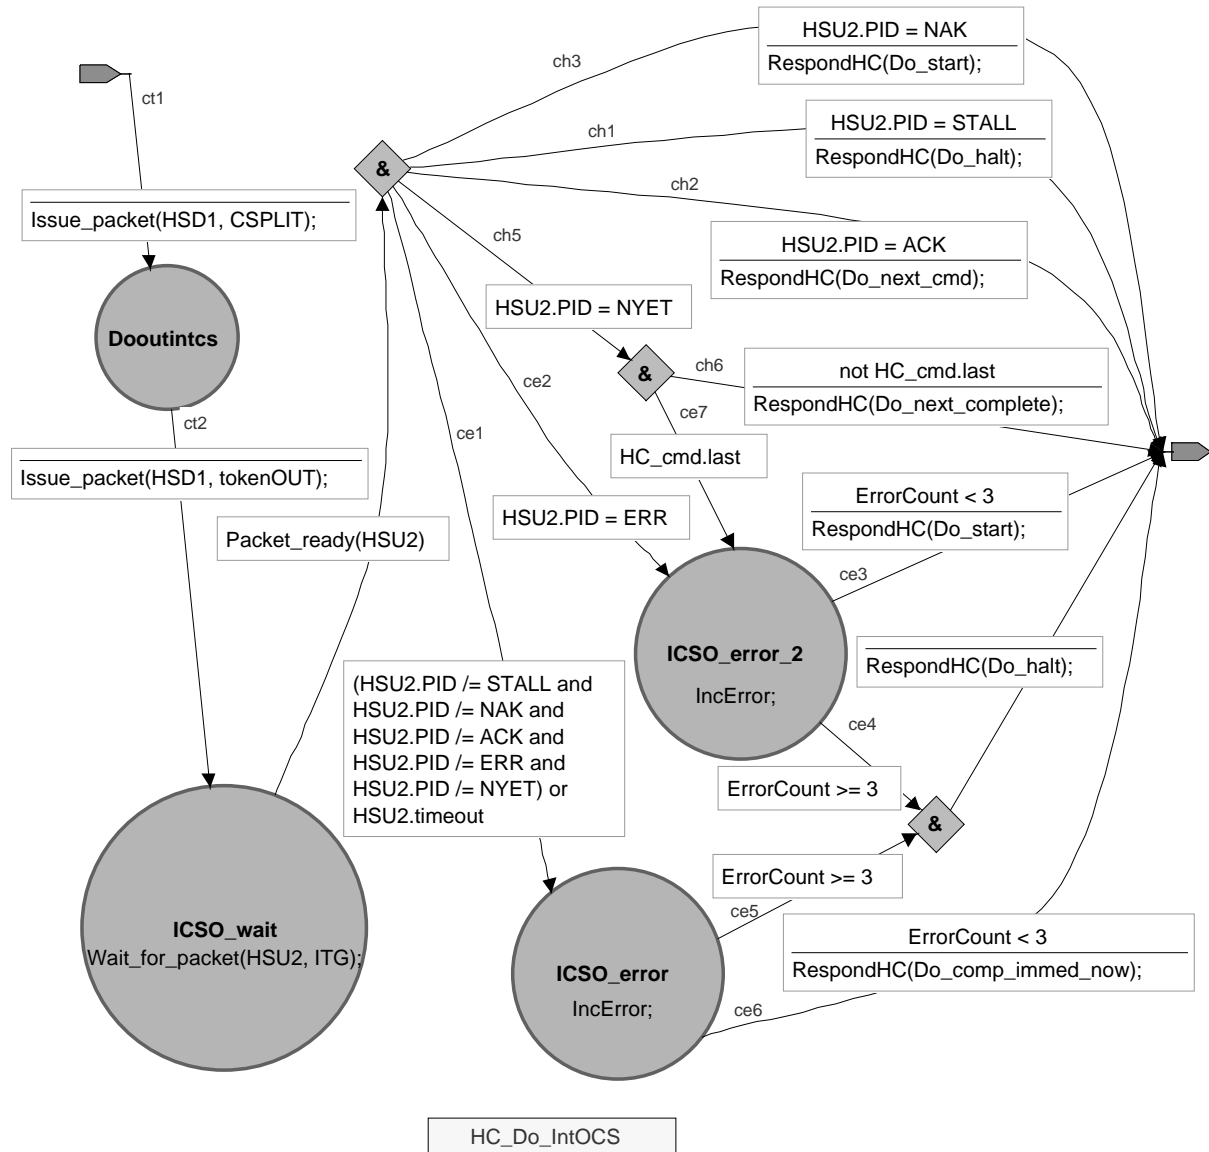 HSU2.PID = NAK
RespondHC(Do_start);
ch3
ct1
HSU2.PID = STALL
RespondHC(Do_halt);
ch1
&
ch2
Issue_packet(HSD1, CSPLIT);
ch5
HSU2.PID = ACK
RespondHC(Do_next_cmd);
HSU2.PID = NYET
Dooutintcs
&
ch6
not HC_cmd.last
RespondHC(Do_next_complete);
ce2
ce7
ct2
ce1
HC_cmd.last
Issue_packet(HSD1, tokenOUT);
ErrorCount < 3
RespondHC(Do_start);
HSU2.PID = ERR
Packet_ready(HSU2)
ce3
ICSO_error_2
IncError;
RespondHC(Do_halt);
(HSU2.PID /= STALL and
HSU2.PID /= NAK and
HSU2.PID /= ACK and
HSU2.PID /= ERR and
HSU2.PID /= NYET) or
HSU2.timeout
ce4
ErrorCount >= 3
&
ErrorCount >= 3
ce5
ICSO_wait
Wait_for_packet(HSU2, ITG);
ErrorCount < 3
RespondHC(Do_comp_immed_now);
ICSO_error
IncError;
ce6
HC_Do_IntOCS